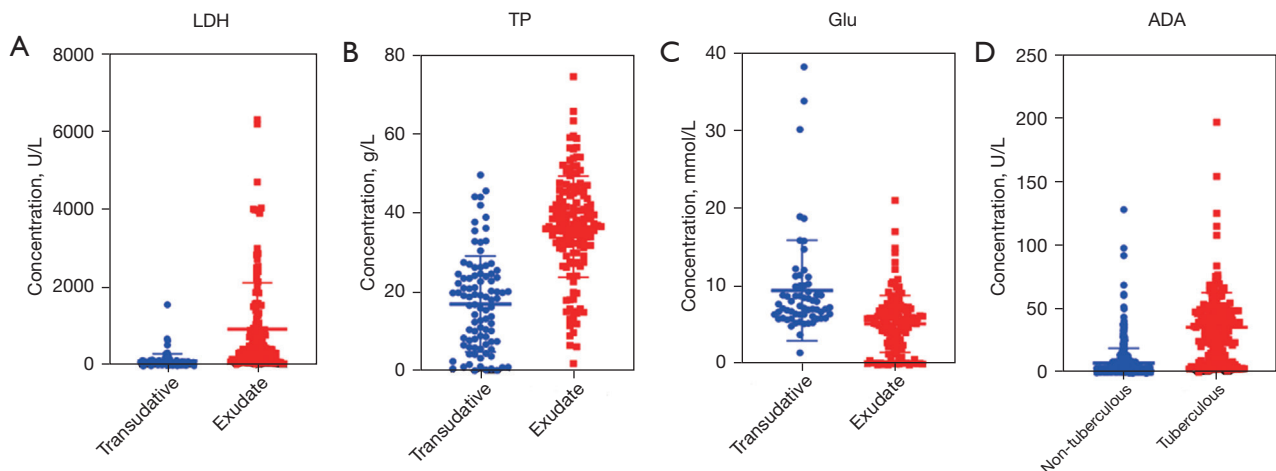 A
LDH
Concentration, U/L
8000
6000
4000
2000
0
Transudative
Exudate
B
TP
Concentration, g/L
80
60
40
20
0
Transudative
Exudate
C
Glu
Concentration, mmol/L
40
30
20
10
0
Transudative
Exudate
D
ADA
Concentration, U/L
250
200
150
100
50
0
Non-tuberculous
Tuberculous